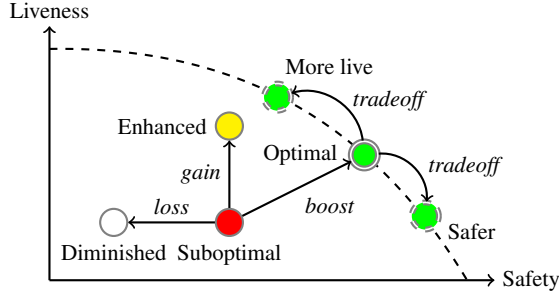 Liveness
More live
tradeoff
Enhanced
Optimal
tradeoff
gain
loss
boost
Safer
Diminished
Suboptimal
Safety